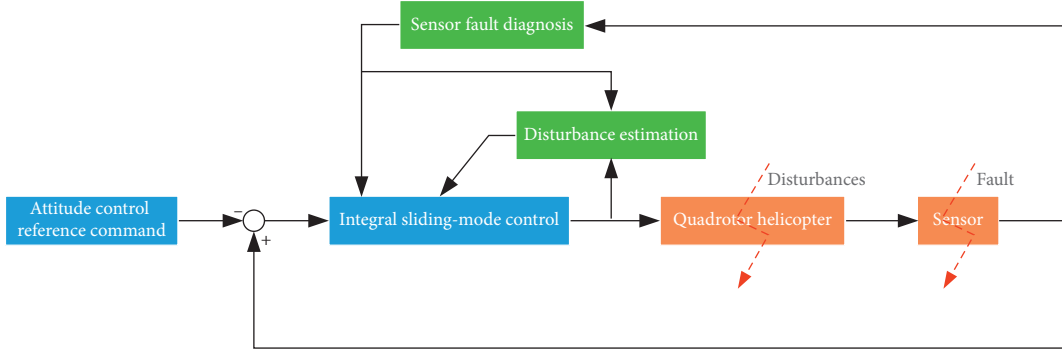 Sensor fault diagnosis
Disturbance estimation
Disturbances
Fault
Attitude control
reference command
−
+
Integral sliding-mode control
Quadrotor helicopter
Sensor